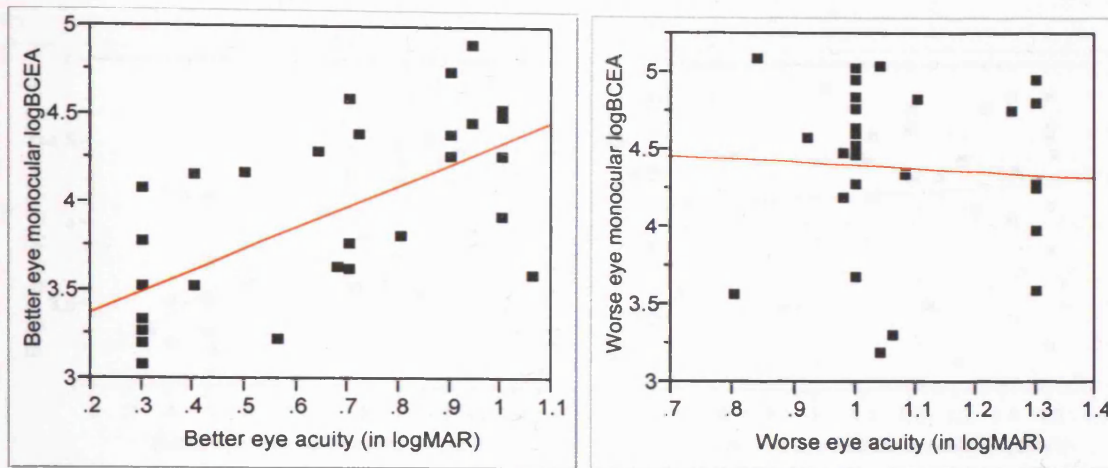 Better eye monocular logBCEA
5
4.5
4
3.5
3
.2 .3 .4 .5 .6 .7 .8 .9 1 1.1
Better eye acuity (in logMAR)
Worse eye monocular logBCEA
5
4.5
4
3.5
3
.7 .8 .9 1 1.1 1.2 1.3 1.4
Worse eye acuity (in logMAR)